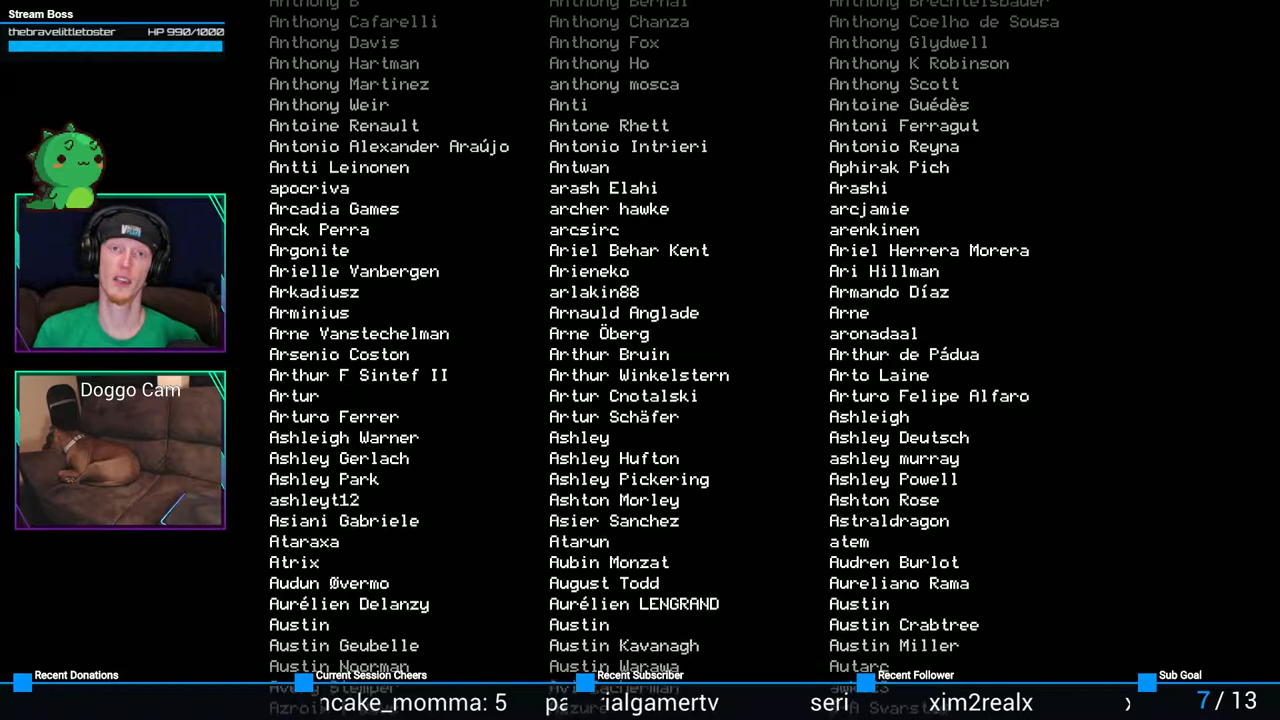 Stream Boss
thebravelittletoster HP 990/1000
Anthony B
Anthony Cafarelli Anthony Chanza Anthony Coelho de Sousa
Anthony Davis Anthony Fox Anthony Glydwell
Anthony Hartman Anthony Ho Anthony K Robinson
Anthony Martinez anthony mosca Anthony Scott
Anthony Weir Anti Antoine Guédès
Antoine Renault Antone Rhett Antoni Ferragut
Antonio Alexander Araújo Antonio Intrieri Antonio Reyna
Antti Leinonen Antwan Aphirak Pich
apocriva arash Elahi Arashi
Arcadia Games archer hawke arcjamie
Arck Perra arcsirc arenkinen
Argonite Ariel Behar Kent Ariel Herrera Morera
Arielle Vanbergen Arieneko Ari Hillman
Arkadiusz arlakin88 Armando Díaz
Arminius Arnauld Anglade Arne
Arne Vanstechelman Arne Öberg aronadaal
Arsenio Coston Arthur Bruin Arthur de Pádua
Arthur F Sintef II Arthur Winkelstern Arto Laine
Artur Artur Cnotalski Arturo Felipe Alfaro
Arturo Ferrer Artur Schäfer Ashleigh
Ashleigh Warner Ashley Ashley Deutsch
Ashley Gerlach Ashley Hufton ashley murray
Ashley Park Ashley Pickering Ashley Powell
ashleyt12 Ashton Morley Ashton Rose
Asiani Gabriele Asier Sanchez Astraldragon
Ataraxa Atarun atem
Atrix Aubin Monzat Audren Burlot
Audun Øvermo August Todd Aureliano Rama
Aurélien Delanzy Aurélien LENGRAND Austin
Austin Austin Austin Crabtree
Austin Geubelle Austin Kavanagh Austin Miller
Austin Noorman Austin Warawa Autarc
Doggo Cam
Recent Donations Current Session Cheers Recent Subscriber Recent Follower Sub Goal
ncake_momma: 5 pa ialgamertv seri xim2realx 7 / 13